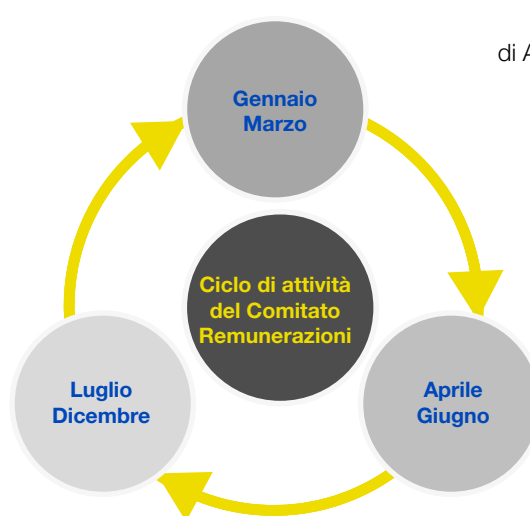 di A
Gennaio
Marzo
Ciclo di attività
del Comitato
Remunerazioni
Luglio
Dicembre
Aprile
Giugno